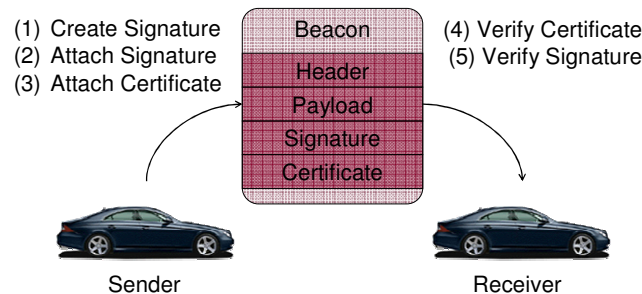 (1) Create Signature
(2) Attach Signature
(3) Attach Certificate
Beacon
Header
Payload
Signature
Certificate
(4) Verify Certificate
(5) Verify Signature
Sender
Receiver